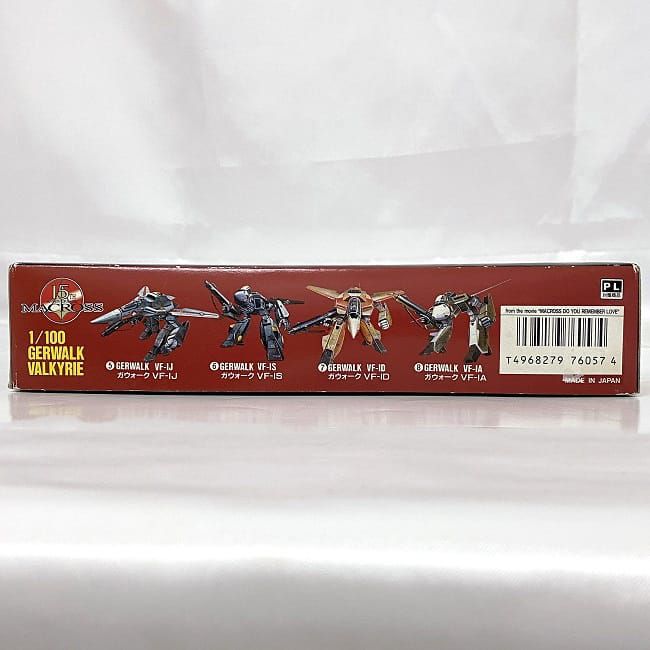 15th
MACROSS
1/100
GERWALK
VALKYRIE
⑤ GERWALK VF-1J
ガウォーク VF-1J
⑥ GERWALK VF-1S
ガウォーク VF-1S
⑦ GERWALK VF-1D
ガウォーク VF-1D
⑧ GERWALK VF-1A
ガウォーク VF-1A
PL
from the movie "MACROSS DO YOU REMEMBER LOVE"
T4968279 76057 4
MADE IN JAPAN